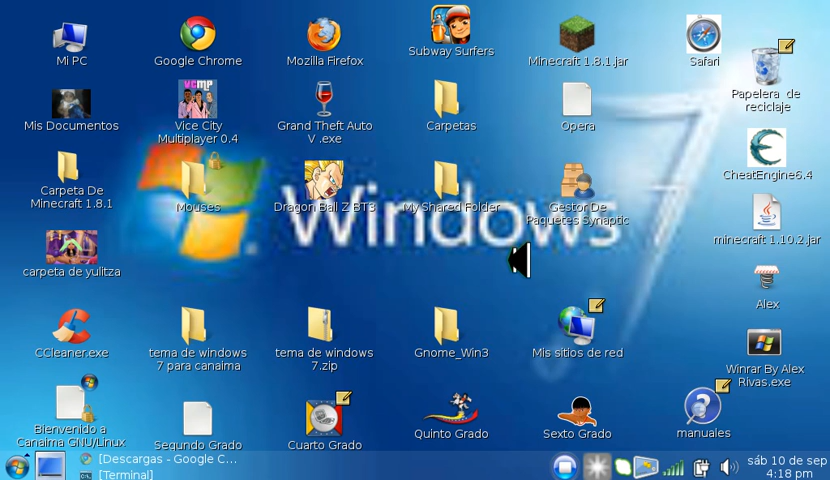 Mi PC
Google Chrome
Mozilla Firefox
Subway Surfers
Minecraft 1.8.1.jar
Safari
Papelera de
reciclaje
Mis Documentos
VCMP
Vice City
Multiplayer 0.4
Grand Theft Auto
V .exe
Carpetas
Opera
CheatEngine6.4
Carpeta De
Minecraft 1.8.1
Mouses
Dragon Ball Z BT3
My Shared Folder
Gestor De
Paquetes Synaptic
minecraft 1.10.2.jar
Windows 7
carpeta de yulitza
Alex
CCleaner.exe
tema de windows
7 para canaima
tema de windows
7.zip
Gnome_Win3
Mis sitios de red
Winrar By Alex
Rivas.exe
Bienvenido a
Canaima GNU/Linux
Segundo Grado
Cuarto Grado
Quinto Grado
Sexto Grado
manuales
[Descargas - Google C...
[Terminal]
sáb 10 de sep
4:18 pm